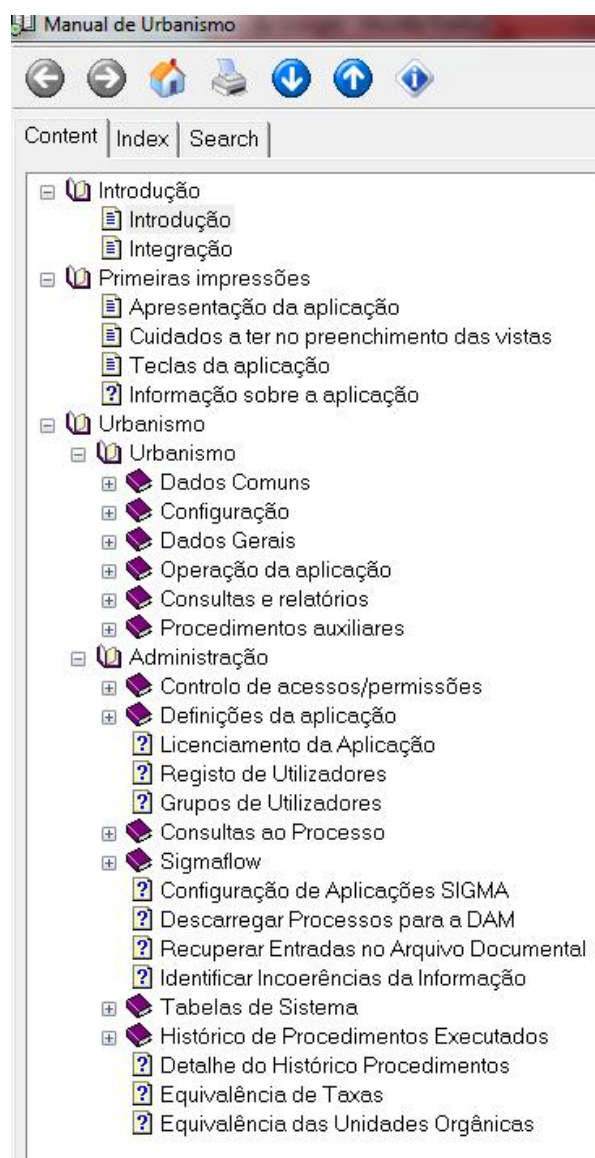 Manual de Urbanismo
Content Index Search
Introdução
Introdução
Integração
Primeiras impressões
Apresentação da aplicação
Cuidados a ter no preenchimento das vistas
Teclas da aplicação
Informação sobre a aplicação
Urbanismo
Urbanismo
Dados Comuns
Configuração
Dados Gerais
Operação da aplicação
Consultas e relatórios
Procedimentos auxiliares
Administração
Controlo de acessos/permissões
Definições da aplicação
Licenciamento da Aplicação
Registo de Utilizadores
Grupos de Utilizadores
Consultas ao Processo
Sigmaflow
Configuração de Aplicações SIGMA
Descarregar Processos para a DAM
Recuperar Entradas no Arquivo Documental
Identificar Incoerências da Informação
Tabelas de Sistema
Histórico de Procedimentos Executados
Detalhe do Histórico Procedimentos
Equivalência de Taxas
Equivalência das Unidades Orgânicas